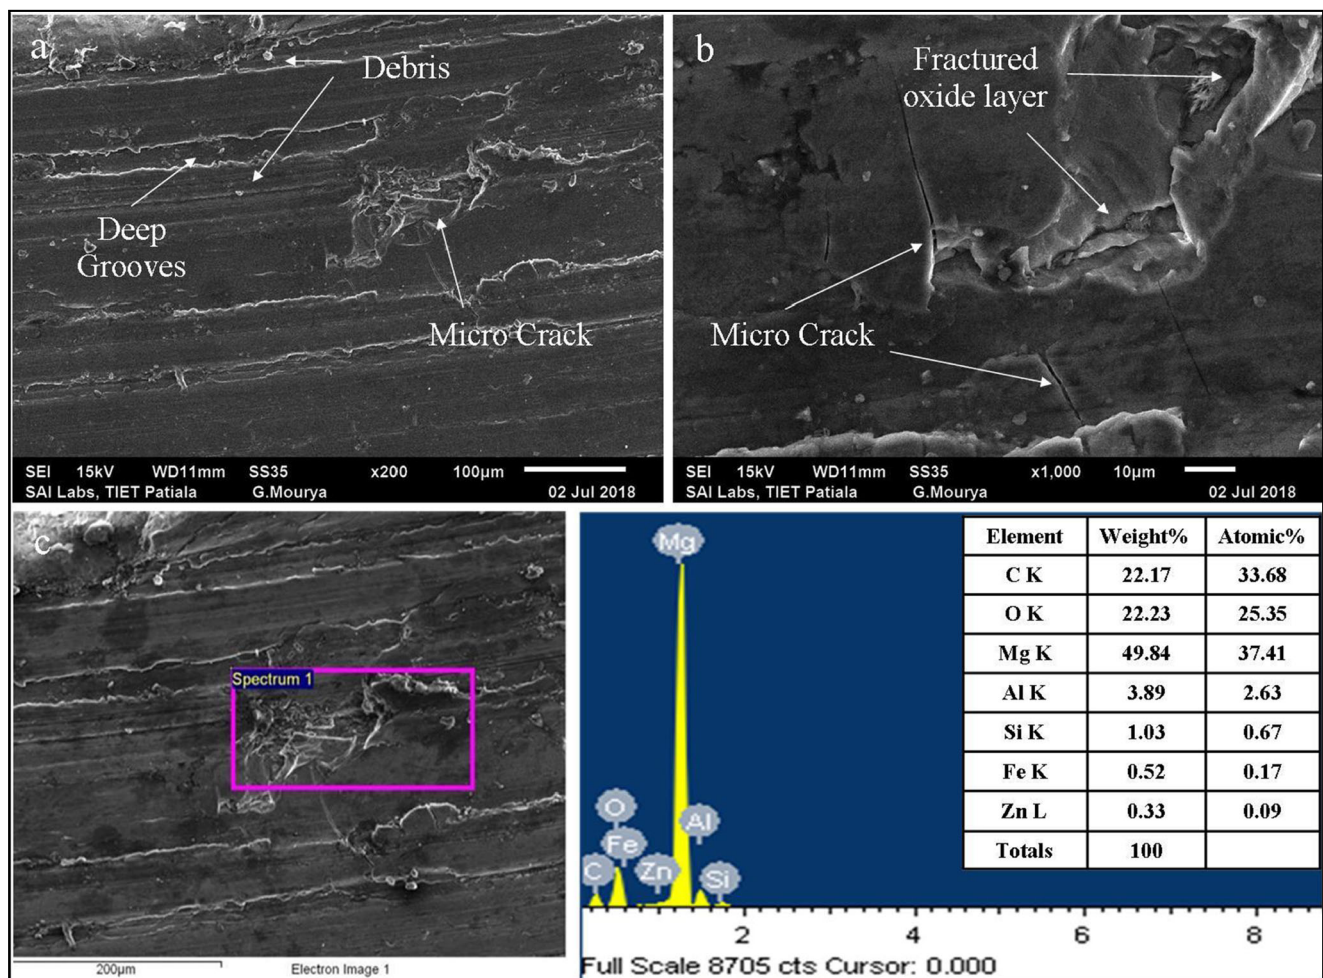 a
Debris
Deep
Grooves
Micro Crack
SEI 15kV WD11mm SS35 x200 100µm
SAI Labs, TIET Patiala G.Mourya 02 Jul 2018
b
Fractured
oxide layer
Micro Crack
SEI 15kV WD11mm SS35 x1,000 10µm
SAI Labs, TIET Patiala G.Mourya 02 Jul 2018
c
Spectrum 1
200µm Electron Image 1
Mg
O
Al
Fe
C
Zn
Si
2 4 6 8
Full Scale 8705 cts Cursor: 0.000
Element Weight% Atomic%
C K 22.17 33.68
O K 22.23 25.35
Mg K 49.84 37.41
Al K 3.89 2.63
Si K 1.03 0.67
Fe K 0.52 0.17
Zn L 0.33 0.09
Totals 100